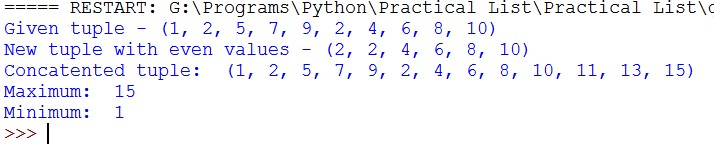 ===== RESTART: G:\Programs\Python\Practical List\Practical List\
Given tuple - (1, 2, 5, 7, 9, 2, 4, 6, 8, 10)
New tuple with even values - (2, 2, 4, 6, 8, 10)
Concatented tuple:  (1, 2, 5, 7, 9, 2, 4, 6, 8, 10, 11, 13, 15)
Maximum:  15
Minimum:  1
>>>